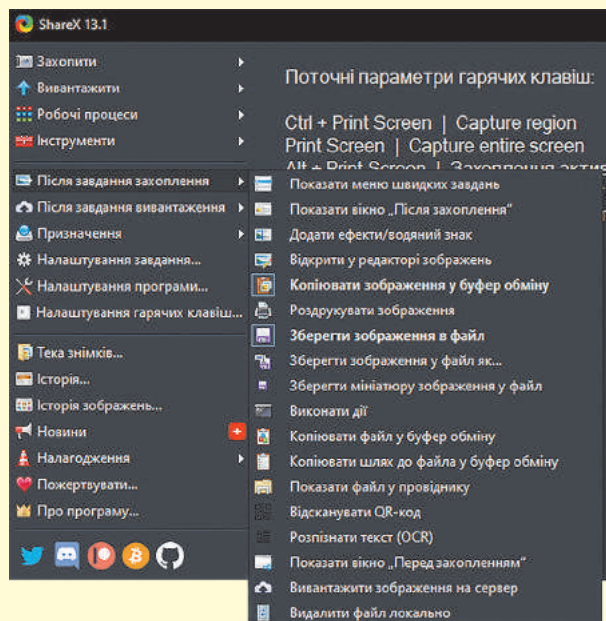 ShareX 13.1
Захопити
Вивантажити
Робочі процеси
Інструменти
Після завдання захоплення
Після завдання вивантаження
Призначення
Налаштування завдання...
Налаштування програми...
Налаштування гарячих клавіш...
Тека знімків...
Історія...
Історія зображень...
Новини
Налагодження
Пожертвувати...
Про програму...
Поточні параметри гарячих клавіш:
Ctrl + Print Screen | Capture region
Print Screen | Capture entire screen
Alt + Print Screen | Захоплення
Показати меню швидких завдань
Показати вікно „Після захоплення“
Додати ефекти/водяний знак
Відкрити у редакторі зображень
Копіювати зображення у буфер обміну
Роздрукувати зображення
Зберегти зображення в файл
Зберегти зображення у файл як...
Зберегти мініатюру зображення у файл
Виконати дії
Копіювати файл у буфер обміну
Копіювати шлях до файла у буфер обміну
Показати файл у провіднику
Відсканувати QR-код
Розпізнати текст (OCR)
Показати вікно „Перед захопленням“
Вивантажити зображення на сервер
Видалити файл локально